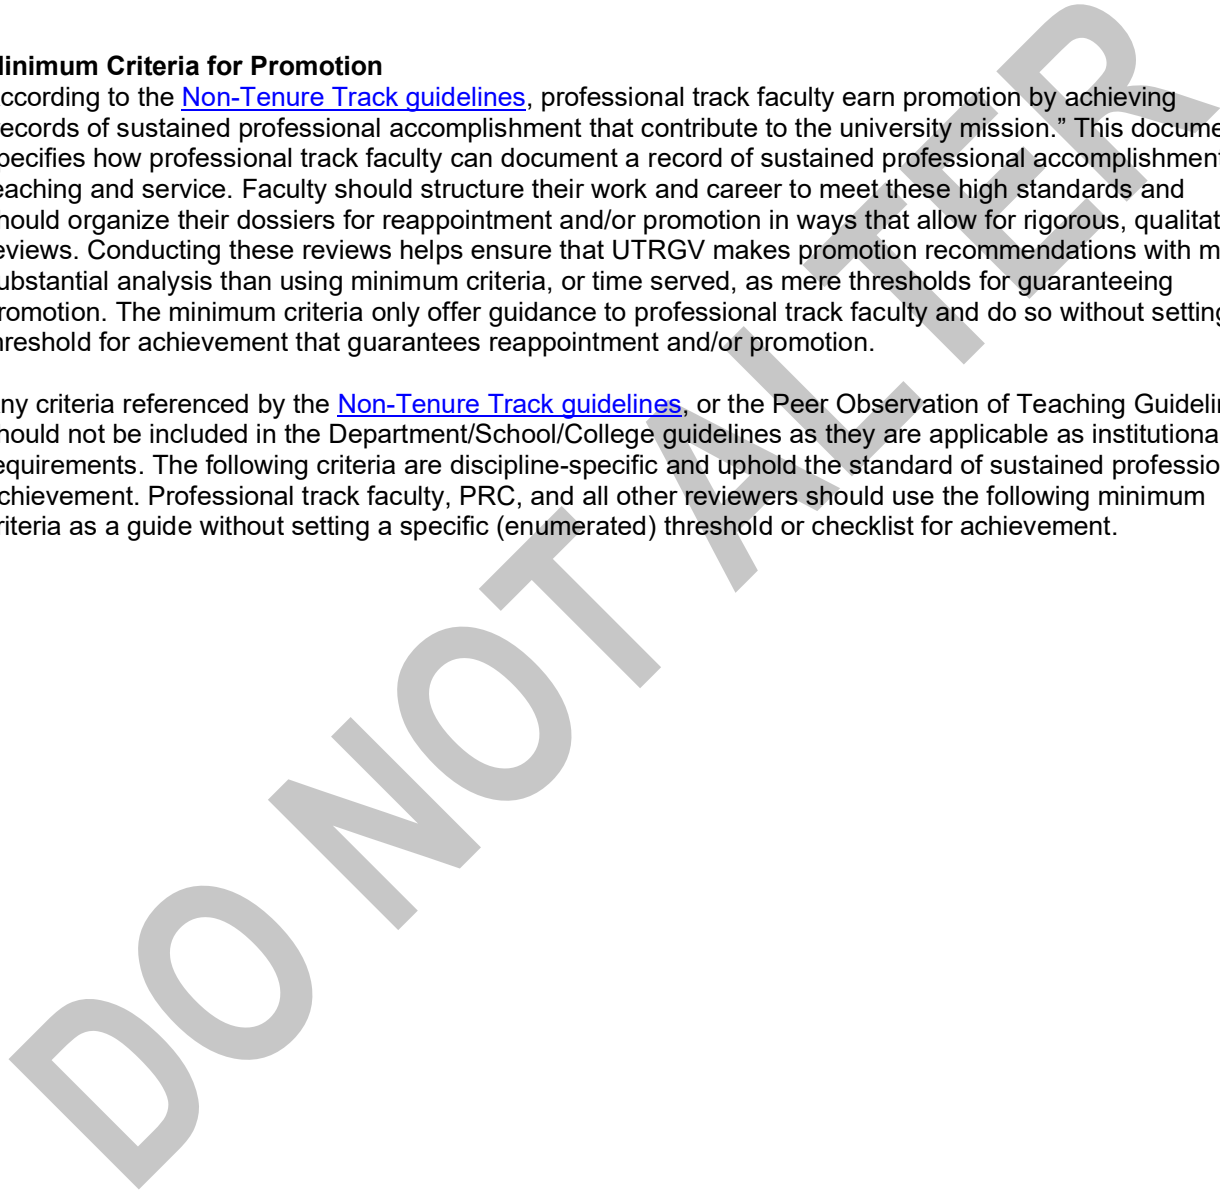 inimum Criteria for Promotion
ccording to the Non-Tenure Track guidelines, professional track faculty earn promotion by achieving
ecords of sustained professional accomplishment that contribute to the university mission.” This docume
pecifies how professional track faculty can document a record of sustained professional accomplishment
eaching and service. Faculty should structure their work and career to meet these high standards and
hould organize their dossiers for reappointment and/or promotion in ways that allow for rigorous, qualitat
eviews. Conducting these reviews helps ensure that UTRGV makes promotion recommendations with m
ubstantial analysis than using minimum criteria, or time served, as mere thresholds for guaranteeing
romotion. The minimum criteria only offer guidance to professional track faculty and do so without setting
hreshold for achievement that guarantees reappointment and/or promotion.
ny criteria referenced by the Non-Tenure Track guidelines, or the Peer Observation of Teaching Guidelin
hould not be included in the Department/School/College guidelines as they are applicable as institutiona
equirements. The following criteria are discipline-specific and uphold the standard of sustained professio
chievement. Professional track faculty, PRC, and all other reviewers should use the following minimum
riteria as a guide without setting a specific (enumerated) threshold or checklist for achievement.
DO NOT ALTER